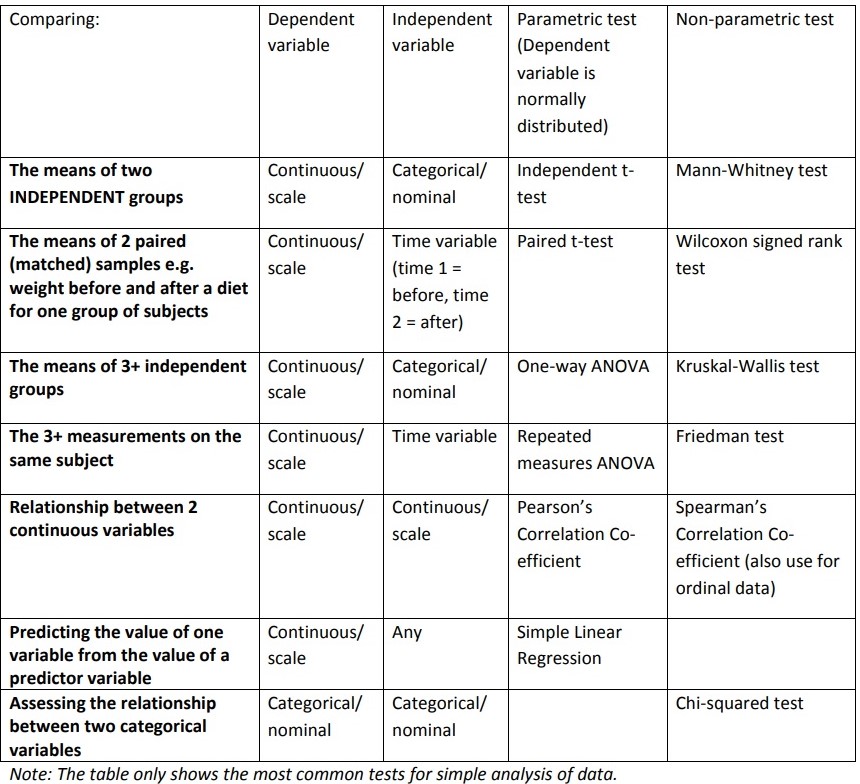 Comparing:
Dependent
variable
Independent
variable
Parametric test
(Dependent
variable is
normally
distributed)
Non-parametric test
The means of two
INDEPENDENT groups
Continuous/
scale
Categorical/
nominal
Independent t-
test
Mann-Whitney test
The means of 2 paired
(matched) samples e.g.
weight before and after a diet
for one group of subjects
Continuous/
scale
Time variable
(time 1 =
before, time
2 = after)
Paired t-test
Wilcoxon signed rank
test
The means of 3+ independent
groups
Continuous/
scale
Categorical/
nominal
One-way ANOVA
Kruskal-Wallis test
The 3+ measurements on the
same subject
Continuous/
scale
Time variable
Repeated
measures ANOVA
Friedman test
Relationship between 2
continuous variables
Continuous/
scale
Continuous/
scale
Pearson’s
Correlation Co-
efficient
Spearman’s
Correlation Co-
efficient (also use for
ordinal data)
Predicting the value of one
variable from the value of a
predictor variable
Continuous/
scale
Any
Simple Linear
Regression
Assessing the relationship
between two categorical
variables
Categorical/
nominal
Categorical/
nominal
Chi-squared test
Note: The table only shows the most common tests for simple analysis of data.